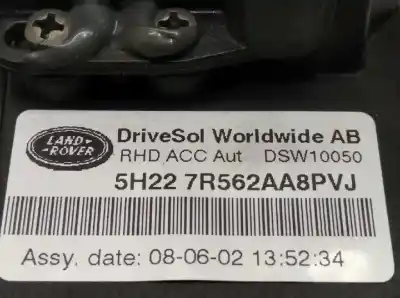 LAND ROVER
DriveSol Worldwide AB
RHD ACC Aut DSW10050
5H22 7R562AA8PVJ
Assy. date: 08-06-02 13:52:34